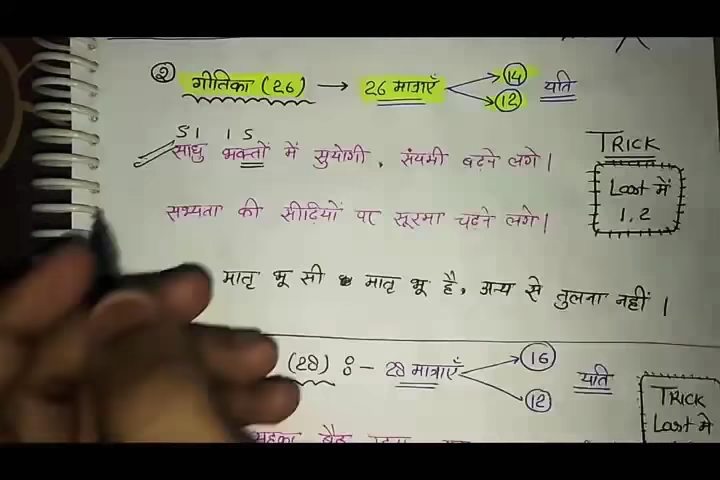 ② गीतिका (26) → 26 मात्राएँ 14 12 यति
S I I S
साधु भक्तों में सुयोगी, संयमी बढ़ने लगे।
TRICK
Last में
1, 2
सभ्यता की सीढ़ियों पर सूरमा चढ़ने लगे।
मातृ भू सी मातृ भू है, अन्य से तुलना नहीं।
(28) :- 28 मात्राएँ 16 12 यति
TRICK
Last में